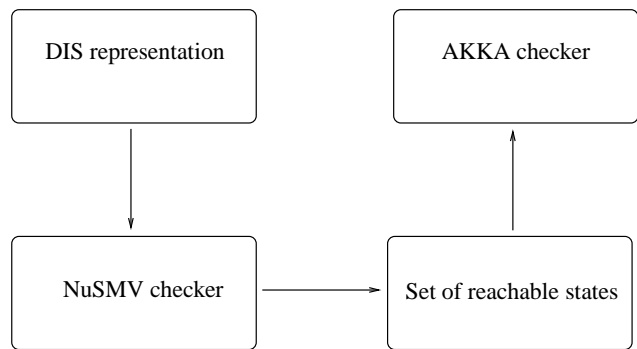 DIS representation
AKKA checker
NuSMV checker
Set of reachable states